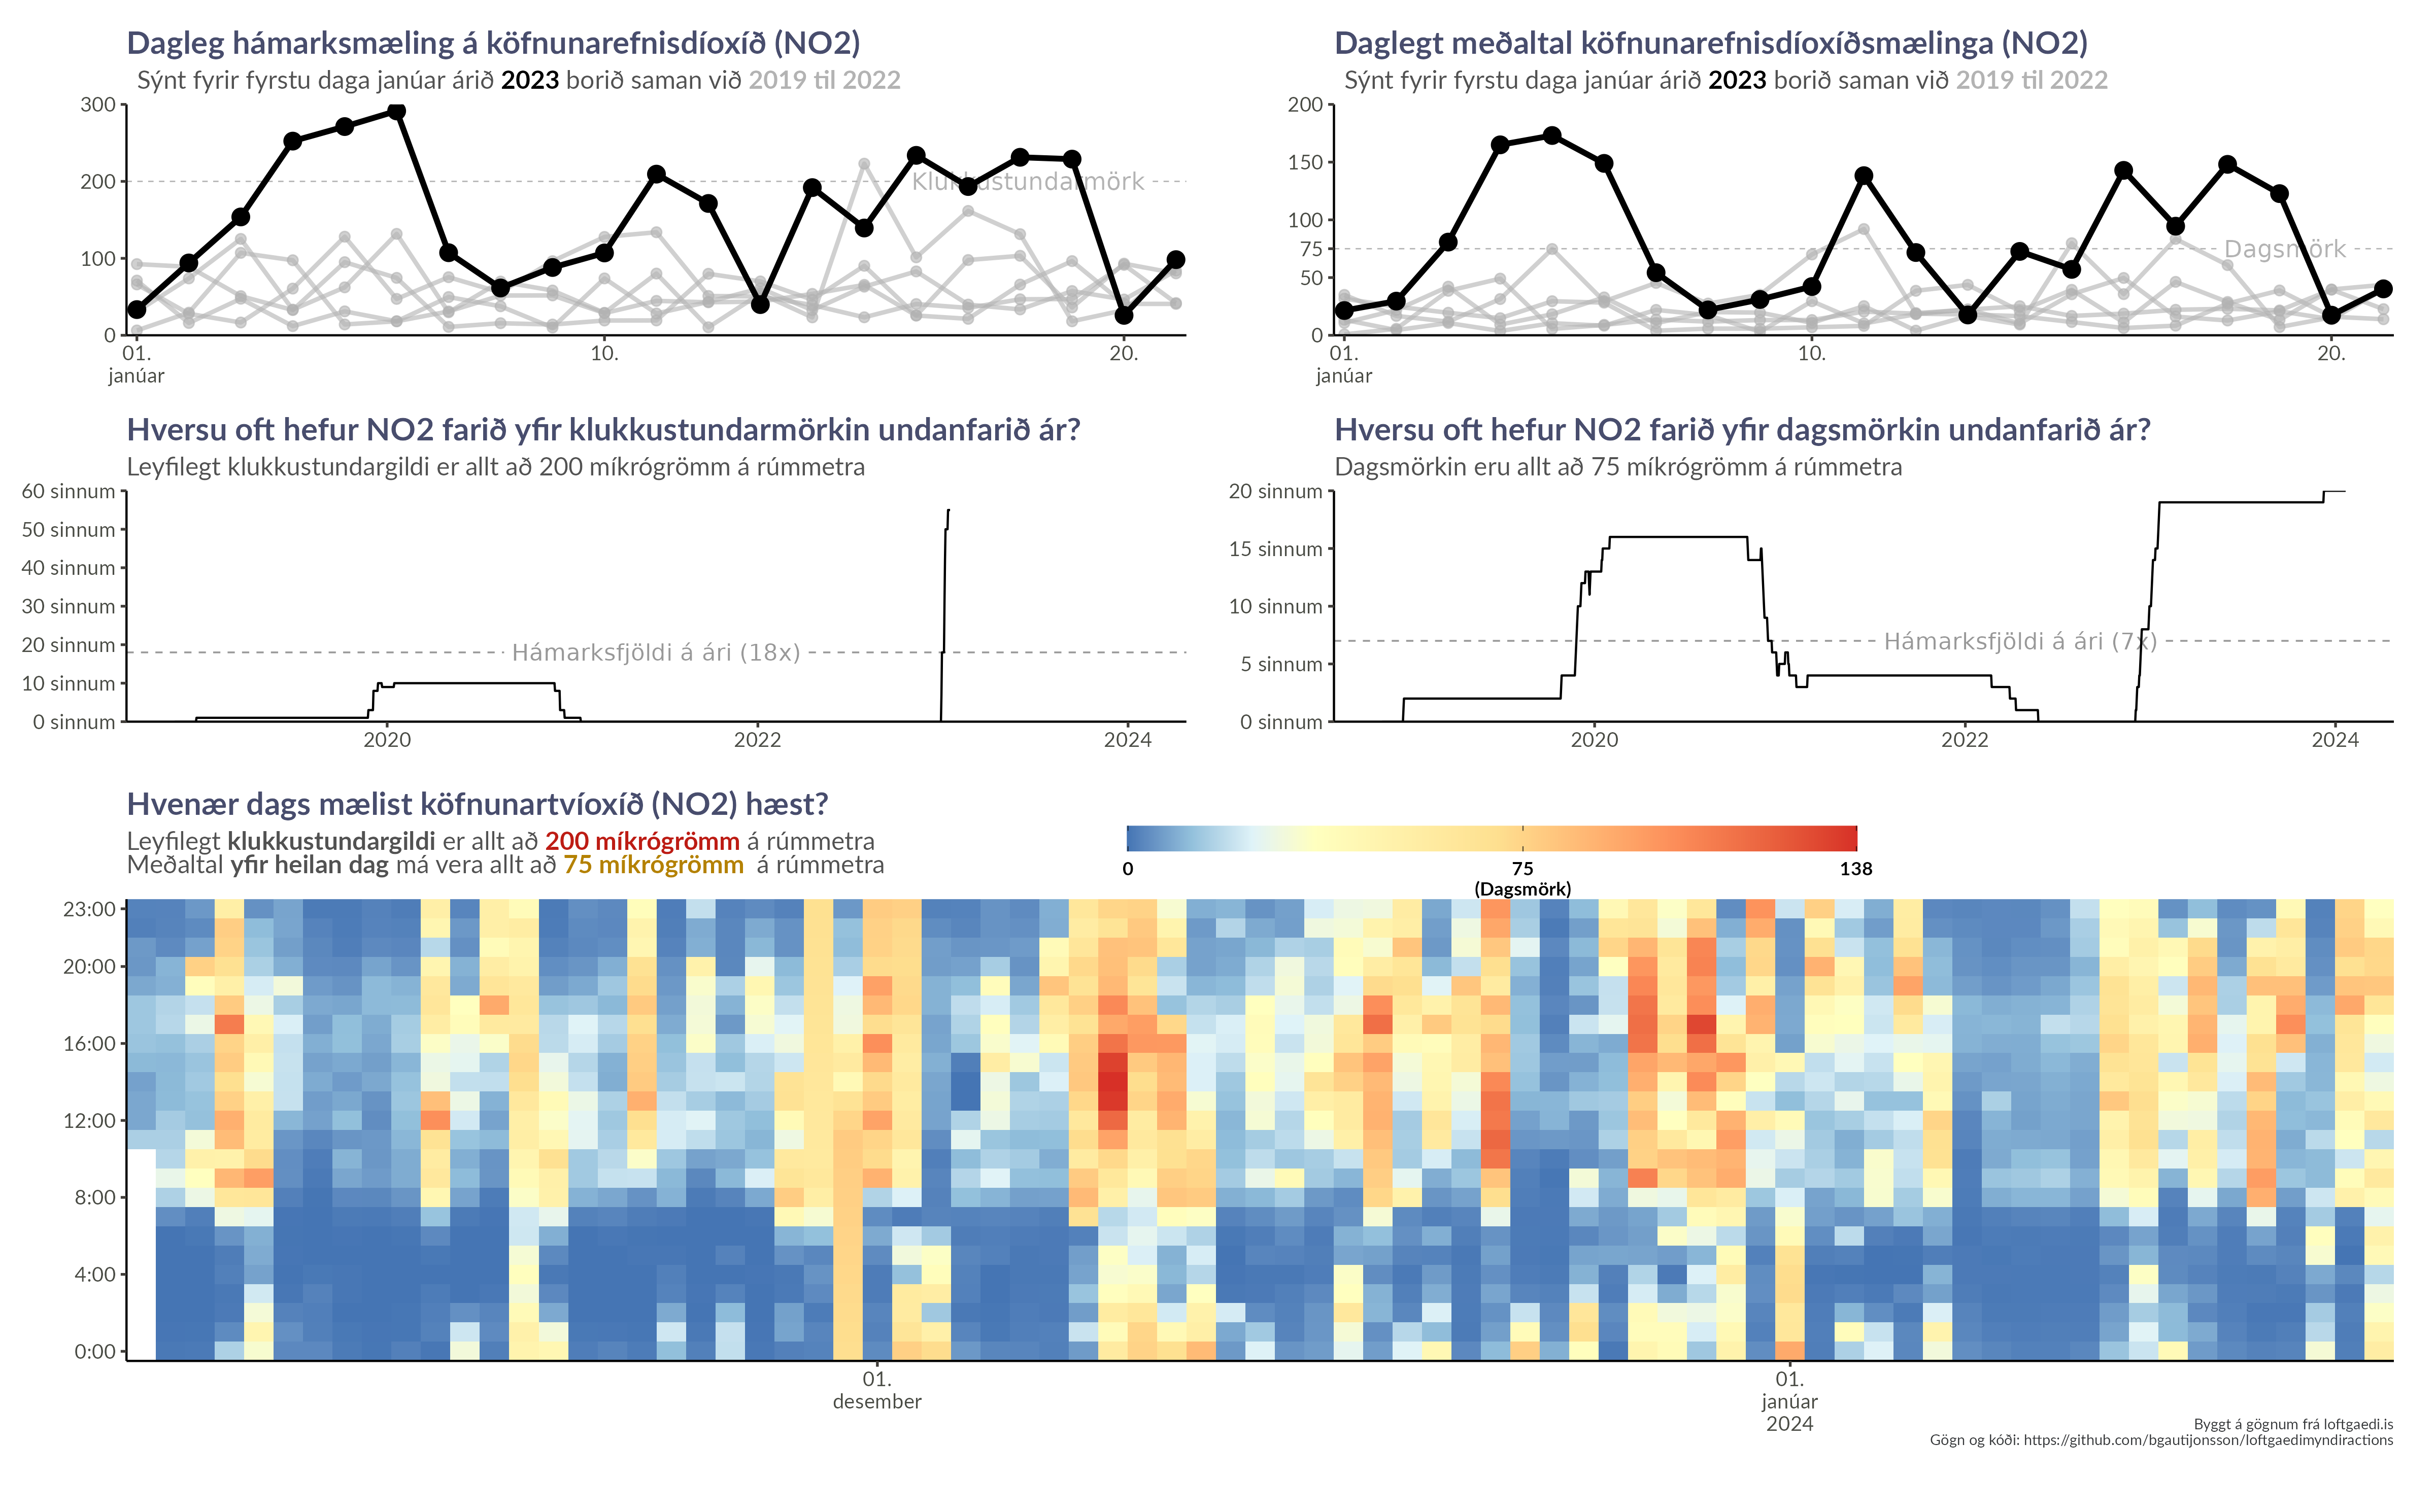 Dagleg hámarksmæling á köfnunarefnisdíoxíð (NO2)
Sýnt fyrir fyrstu daga janúar árið 2023 borið saman við 2019 til 2022
300
200
100
0
Klukkustundarmörk
01.
janúar
10.
20.
Daglegt meðaltal köfnunarefnisdíoxíðsmælinga (NO2)
Sýnt fyrir fyrstu daga janúar árið 2023 borið saman við 2019 til 2022
200
150
100
75
50
0
Dagsmörk
01.
janúar
10.
20.
Hversu oft hefur NO2 farið yfir klukkustundarmörkin undanfarið ár?
Leyfilegt klukkustundargildi er allt að 200 míkrógrömm á rúmmetra
60 sinnum
50 sinnum
40 sinnum
30 sinnum
20 sinnum
10 sinnum
0 sinnum
Hámarksfjöldi á ári (18x)
2020
2022
2024
Hversu oft hefur NO2 farið yfir dagsmörkin undanfarið ár?
Dagsmörkin eru allt að 75 míkrógrömm á rúmmetra
20 sinnum
15 sinnum
10 sinnum
5 sinnum
0 sinnum
Hámarksfjöldi á ári (7x)
2020
2022
2024
Hvenær dags mælist köfnunartvíoxíð (NO2) hæst?
Leyfilegt klukkustundargildi er allt að 200 míkrógrömm á rúmmetra
Meðaltal yfir heilan dag má vera allt að 75 míkrógrömm á rúmmetra
0
75
(Dagsmörk)
138
23:00
20:00
16:00
12:00
8:00
4:00
0:00
01.
desember
01.
janúar
2024
Byggt á gögnum frá loftgaedi.is
Gögn og kóði: https://github.com/bgautijonsson/loftgaedimyndiractions